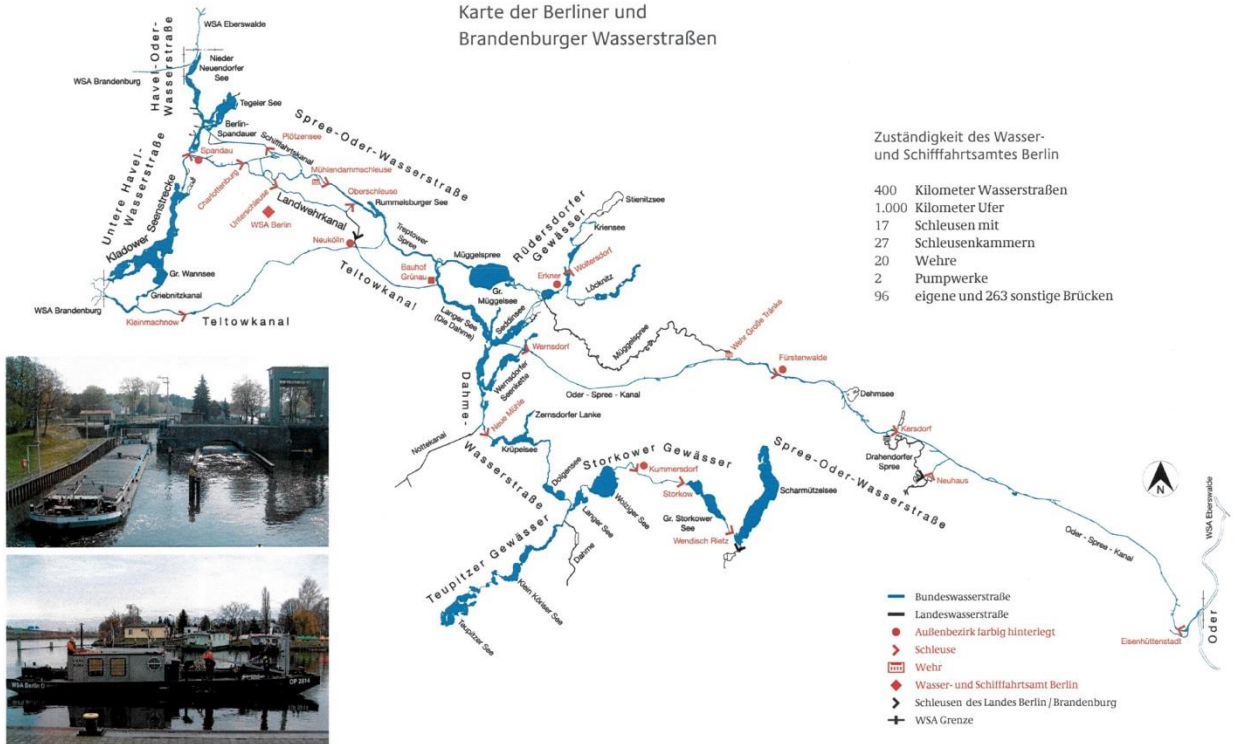 Karte der Berliner und
Brandenburger Wasserstraßen
WSA Eberswalde
Nieder
Neuendorfer
See
WSA Brandenburg
Havel-Oder-
Wasserstraße
Tegeler See
Berlin-
Spandauer
Schifffahrtskanal
Plötzensee
Spree-Oder-Wasserstraße
Spandau
Charlottenburg
Unterschleuse
Mühlendammschleuse
Oberschleuse
Rummelsburger See
WSA Berlin
Landwehrkanal
Neukölln
Untere Havel-
Wasserstraße
Kladower Seenstrecke
Gr. Wannsee
Griebnitzkanal
WSA Brandenburg
Kleinmachnow
Teltowkanal
Teltowkanal
Treptower
Spree
Bauhof
Grünau
Müggelspree
Gr.
Müggelsee
Langer See
(Die Dahme)
Seddinsee
Rüdersdorfer
Gewässer
Stienitzsee
Kriensee
Woltersdorf
Erkner
Löcknitz
Müggelspree
Wernsdorf
Wernsdorfer
Seenkette
Oder - Spree - Kanal
Wehr Große Tränke
Fürstenwalde
Dehmsee
Kersdorf
Drahendorfer
Spree
Neuhaus
Dahme-
Wasserstraße
Neue Mühle
Zernsdorfer Lanke
Krüpelsee
Nottekanal
Dolgensee
Storkower Gewässer
Kummersdorf
Storkow
Wolziger See
Langer See
Gr. Storkower
See
Wendisch Rietz
Scharmützelsee
Spree-Oder-Wasserstraße
Dahme
Teupitzer Gewässer
Klein Köriser See
Teupitzer See
Oder - Spree - Kanal
WSA Eberswalde
Eisenhüttenstadt
Oder
N
Zuständigkeit des Wasser-
und Schifffahrtsamtes Berlin
400 Kilometer Wasserstraßen
1.000 Kilometer Ufer
17 Schleusen mit
27 Schleusenkammern
20 Wehre
2 Pumpwerke
96 eigene und 263 sonstige Brücken
Bundeswasserstraße
Landeswasserstraße
Außenbezirk farbig hinterlegt
Schleuse
Wehr
Wasser- und Schifffahrtsamt Berlin
Schleusen des Landes Berlin / Brandenburg
WSA Grenze
WSA Berlin
OP 2014